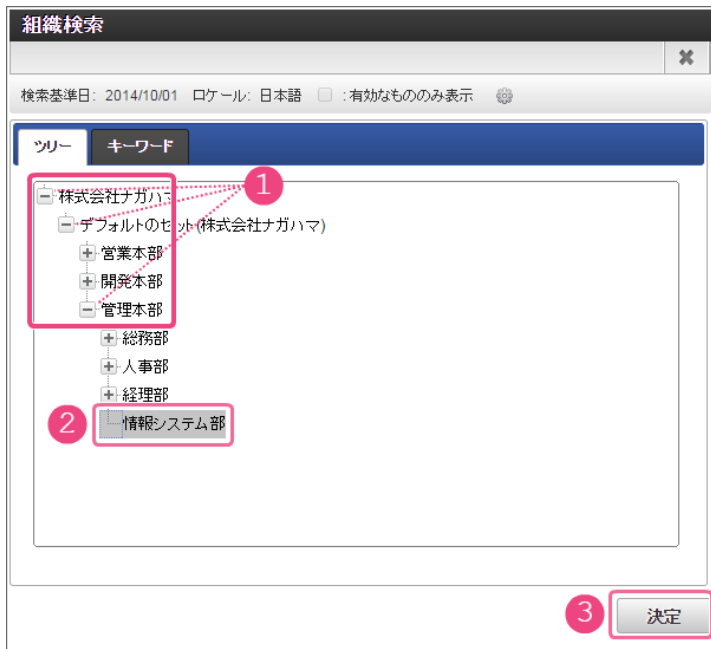 組織検索
検索基準日: 2014/10/01 ロケール: 日本語 :有効なもののみ表示
ツリー キーワード
株式会社ナガハマ 1
デフォルトのセット(株式会社ナガハマ)
営業本部
開発本部
管理本部
総務部
人事部
経理部
2 情報システム部
3 決定